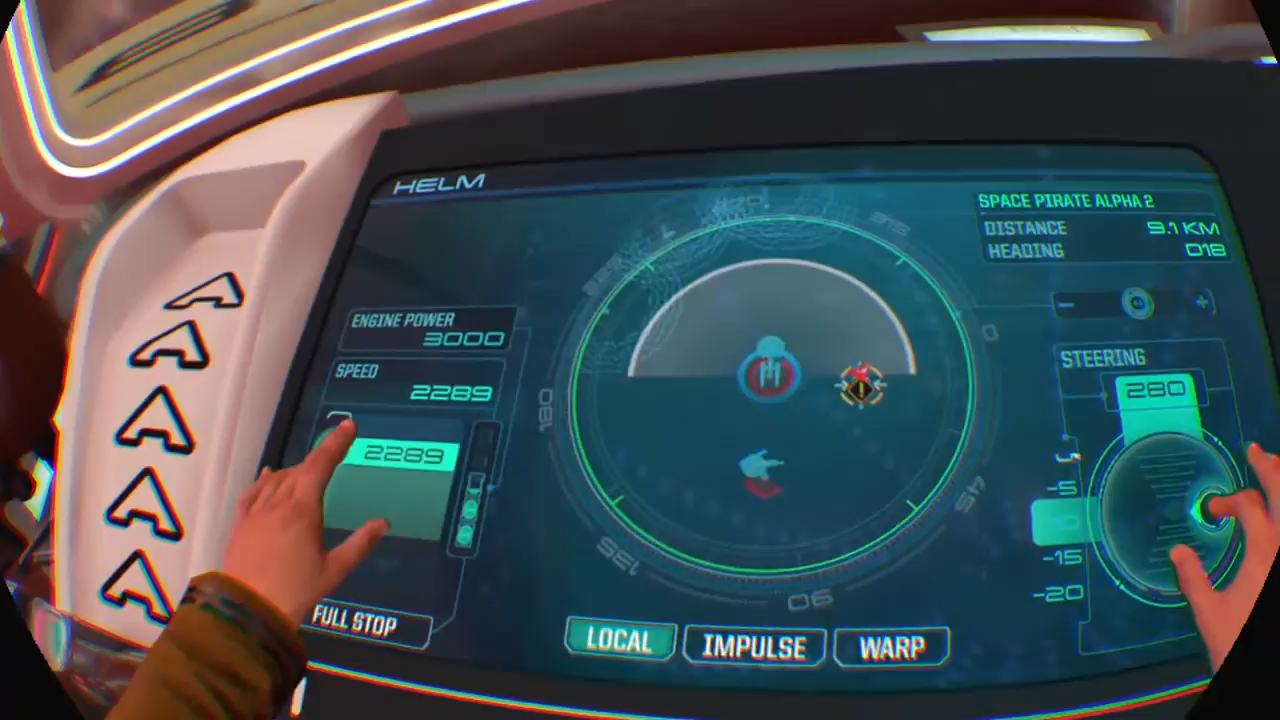 HELM
SPACE PIRATE ALPHA 2
DISTANCE 9.1 KM
HEADING 018
ENGINE POWER
3000
SPEED
2289
2289
FULL STOP
STEERING
280
-5
-15
-20
180
135
90
45
0
315
LOCAL
IMPULSE
WARP